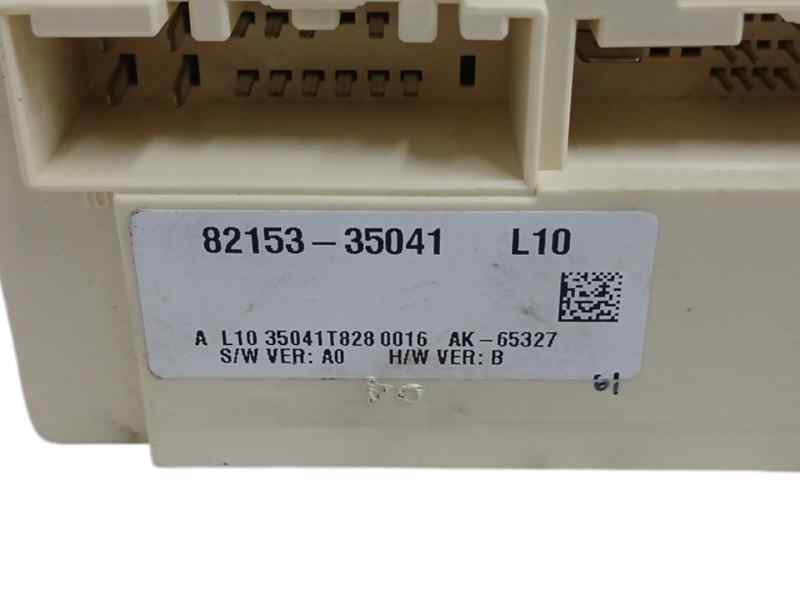 82153-35041 L10
A L10 35041T828 0016 AK-65327
S/W VER: A0 H/W VER: B